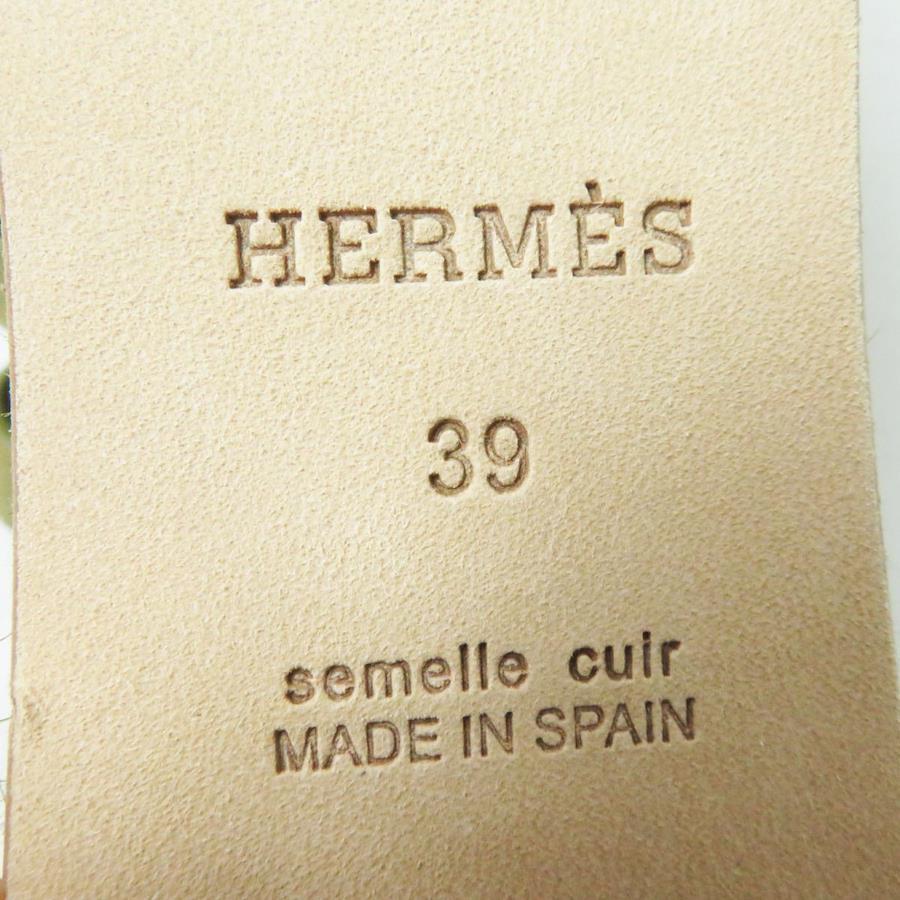 HERMÈS
39
semelle cuir
MADE IN SPAIN